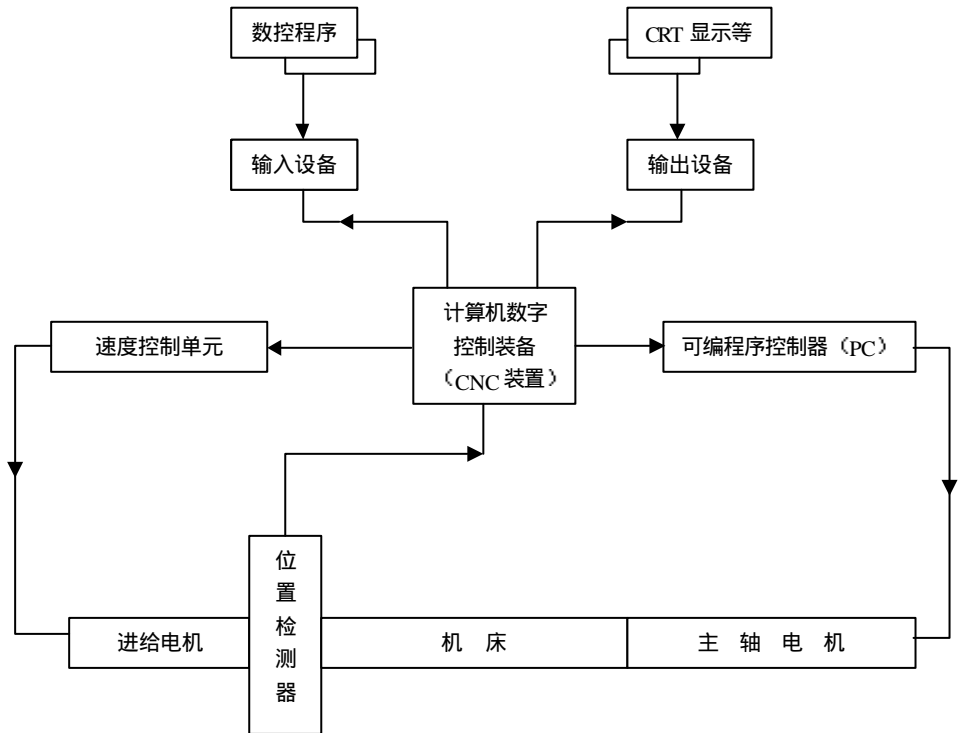 数控程序
CRT 显示等
输入设备
输出设备
计算机数字
控制装备
（CNC 装置）
速度控制单元
可编程序控制器（PC）
位
置
检
测
器
进给电机
机 床
主 轴 电 机